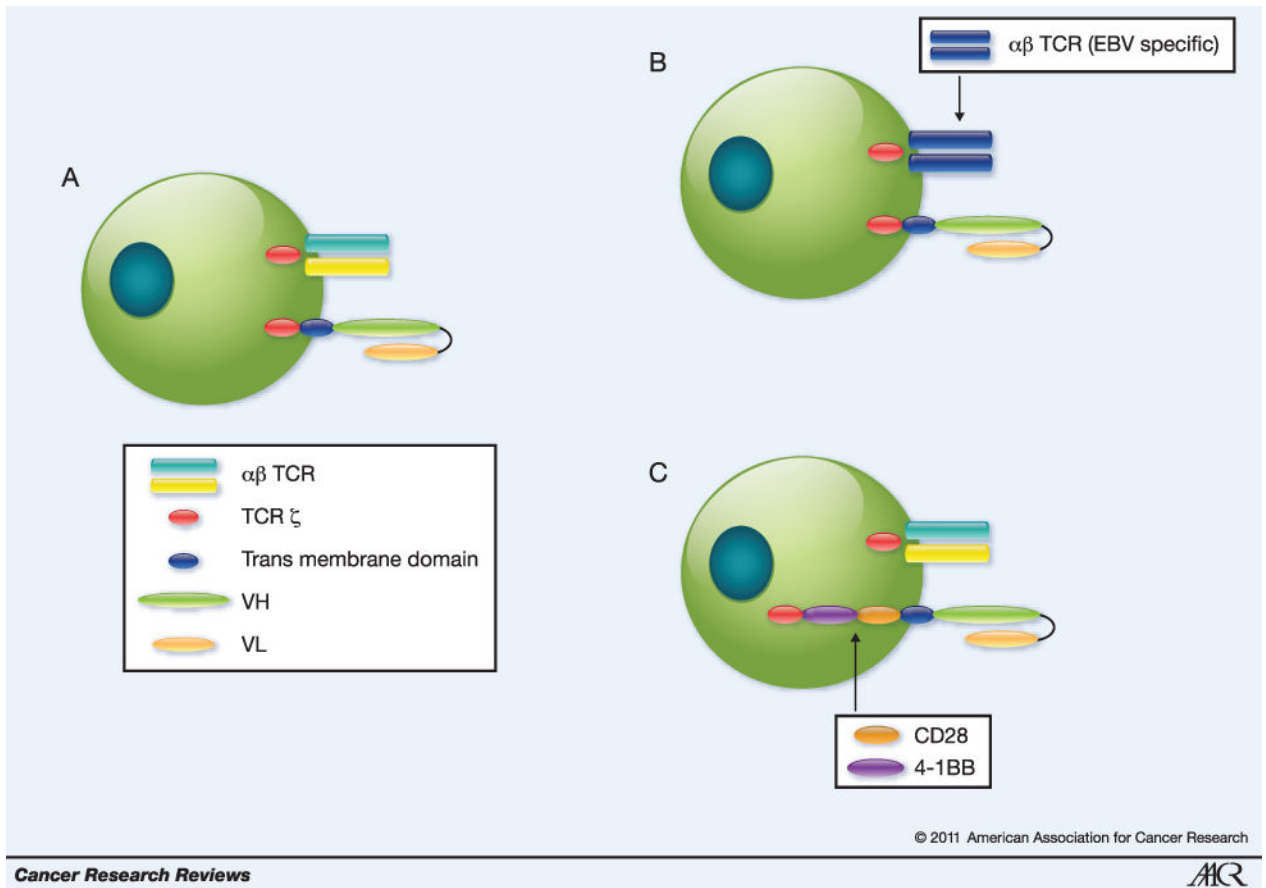 A
αβ TCR
TCR ζ
Trans membrane domain
VH
VL
B
αβ TCR (EBV specific)
C
CD28
4-1BB
© 2011 American Association for Cancer Research
Cancer Research Reviews
AACR